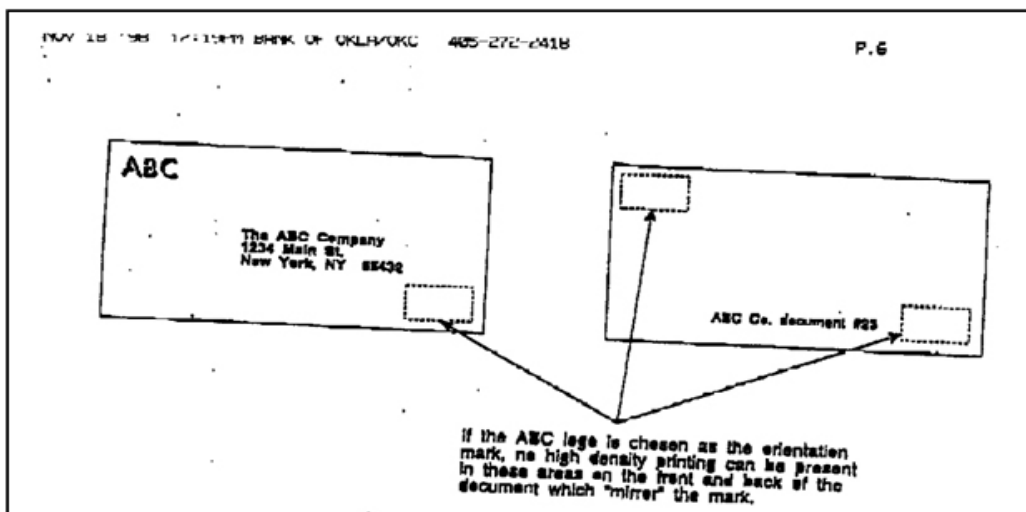 NOV 18 '98 12:19PM BANK OF OKLA/OKC 405-272-2418 P.6
ABC
The ABC Company
1234 Main St.
New York, NY
ABC Co. document #23
If the ABC logo is chosen as the orientation
mark, no high density printing can be present
in these areas on the front and back of the
document which "mirror" the mark.